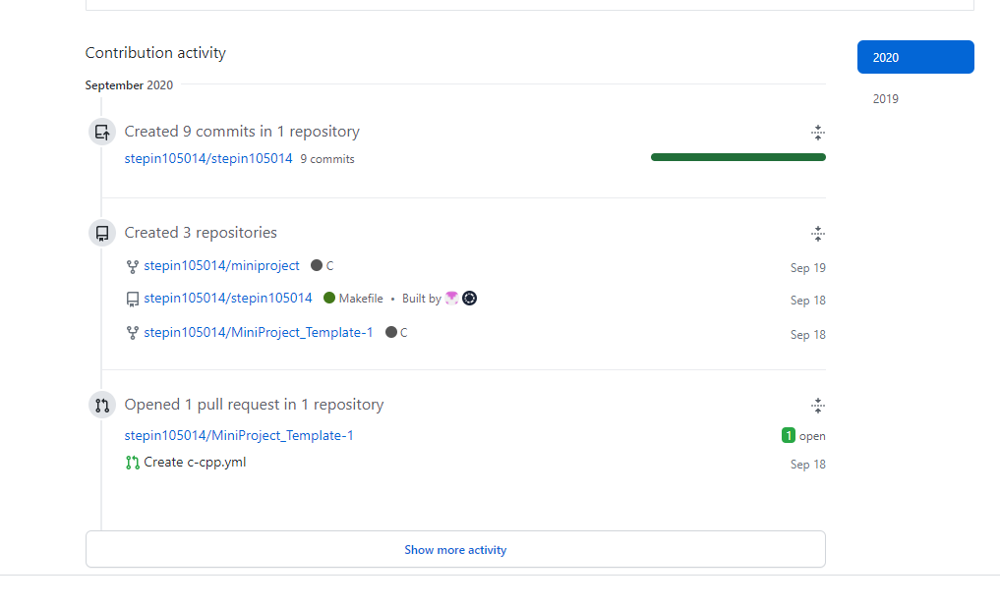 Contribution activity
2020
September 2020
2019
Created 9 commits in 1 repository
stepin105014/stepin105014 9 commits
Created 3 repositories
stepin105014/miniproject C Sep 19
stepin105014/stepin105014 Makefile • Built by Sep 18
stepin105014/MiniProject_Template-1 C Sep 18
Opened 1 pull request in 1 repository
stepin105014/MiniProject_Template-1 1 open
Create c-cpp.yml Sep 18
Show more activity